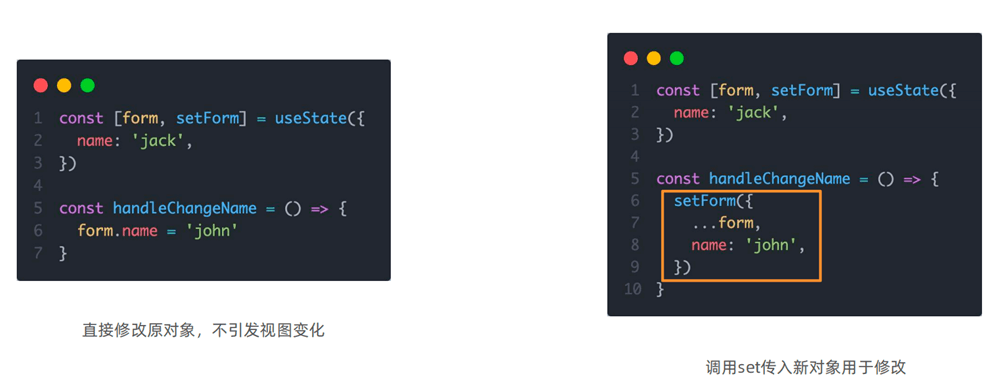 1 const [form, setForm] = useState({
2   name: 'jack',
3 })
4
5 const handleChangeName = () => {
6   form.name = 'john'
7 }
直接修改原对象，不引发视图变化
1 const [form, setForm] = useState({
2   name: 'jack',
3 })
4
5 const handleChangeName = () => {
6   setForm({
7     ...form,
8     name: 'john',
9   })
10 }
调用set传入新对象用于修改